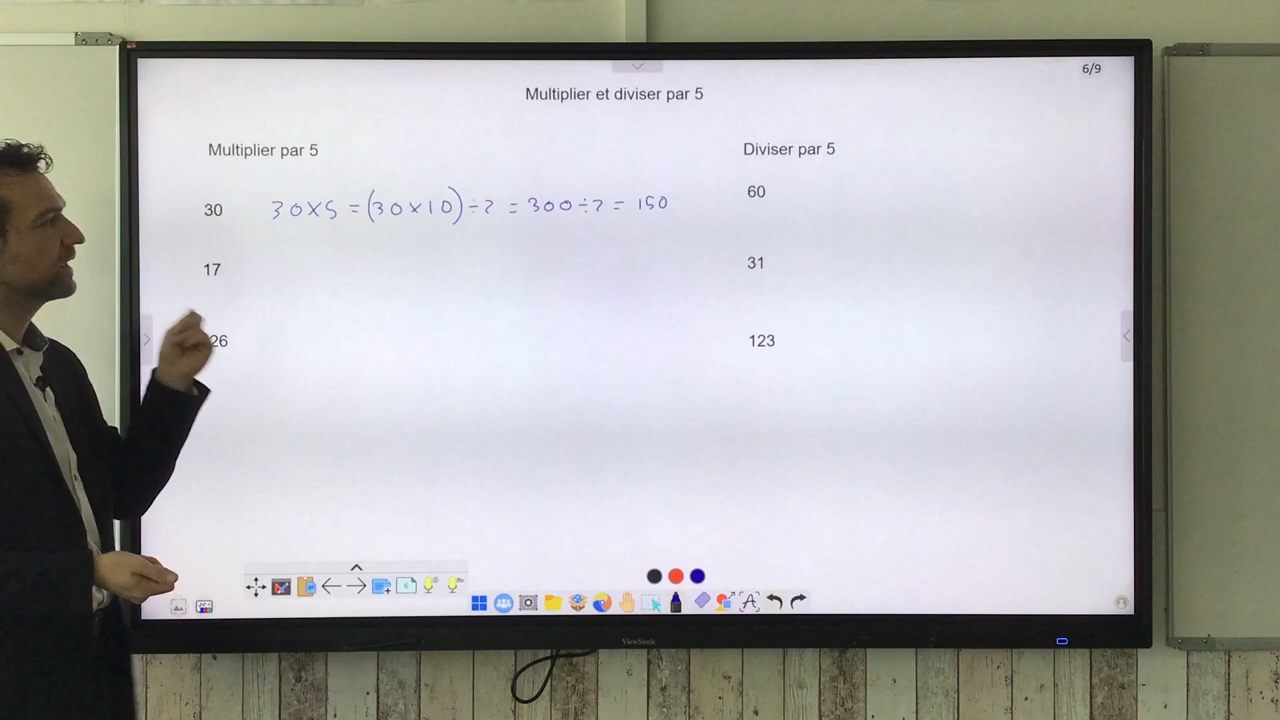 6/9
Multiplier et diviser par 5
Multiplier par 5
30 30×5 = (30×10)÷2 = 300÷2 = 150
17
26
Diviser par 5
60
31
123
ViewSonic